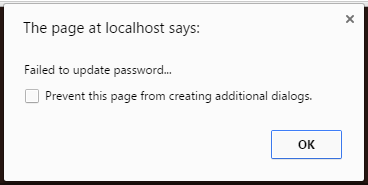 The page at localhost says:
Failed to update password...
Prevent this page from creating additional dialogs.
OK